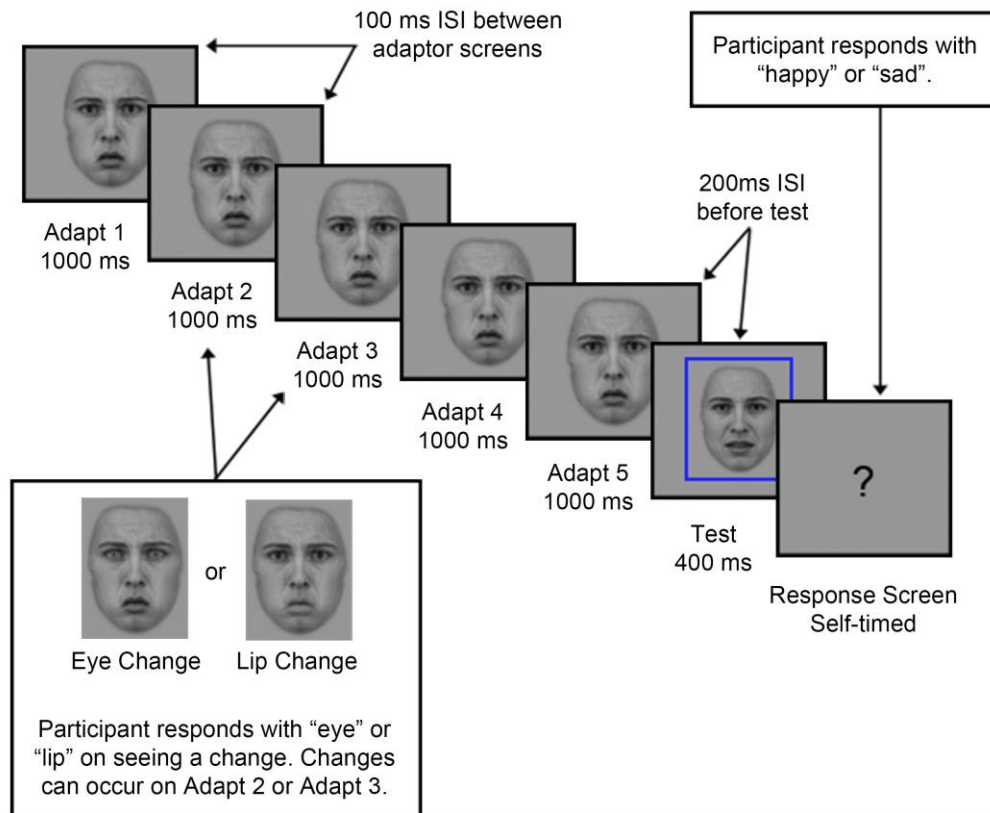 100 ms ISI between
adaptor screens
Participant responds with
“happy” or “sad”.
200ms ISI
before test
Adapt 1
1000 ms
Adapt 2
1000 ms
Adapt 3
1000 ms
Adapt 4
1000 ms
Adapt 5
1000 ms
Test
400 ms
?
Response Screen
Self-timed
or
Eye Change
Lip Change
Participant responds with “eye” or
“lip” on seeing a change. Changes
can occur on Adapt 2 or Adapt 3.